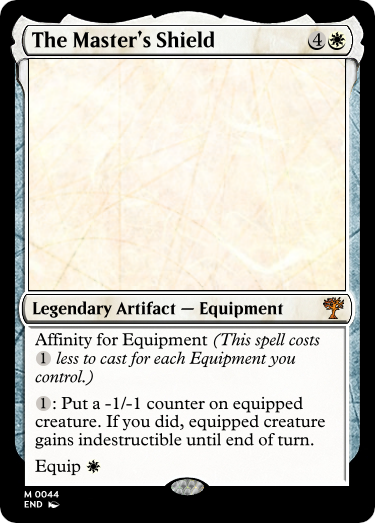 The Master's Shield 4
Legendary Artifact — Equipment
Affinity for Equipment (This spell costs
1 less to cast for each Equipment you
control.)
1: Put a -1/-1 counter on equipped
creature. If you did, equipped creature
gains indestructible until end of turn.
Equip
M 0044
END